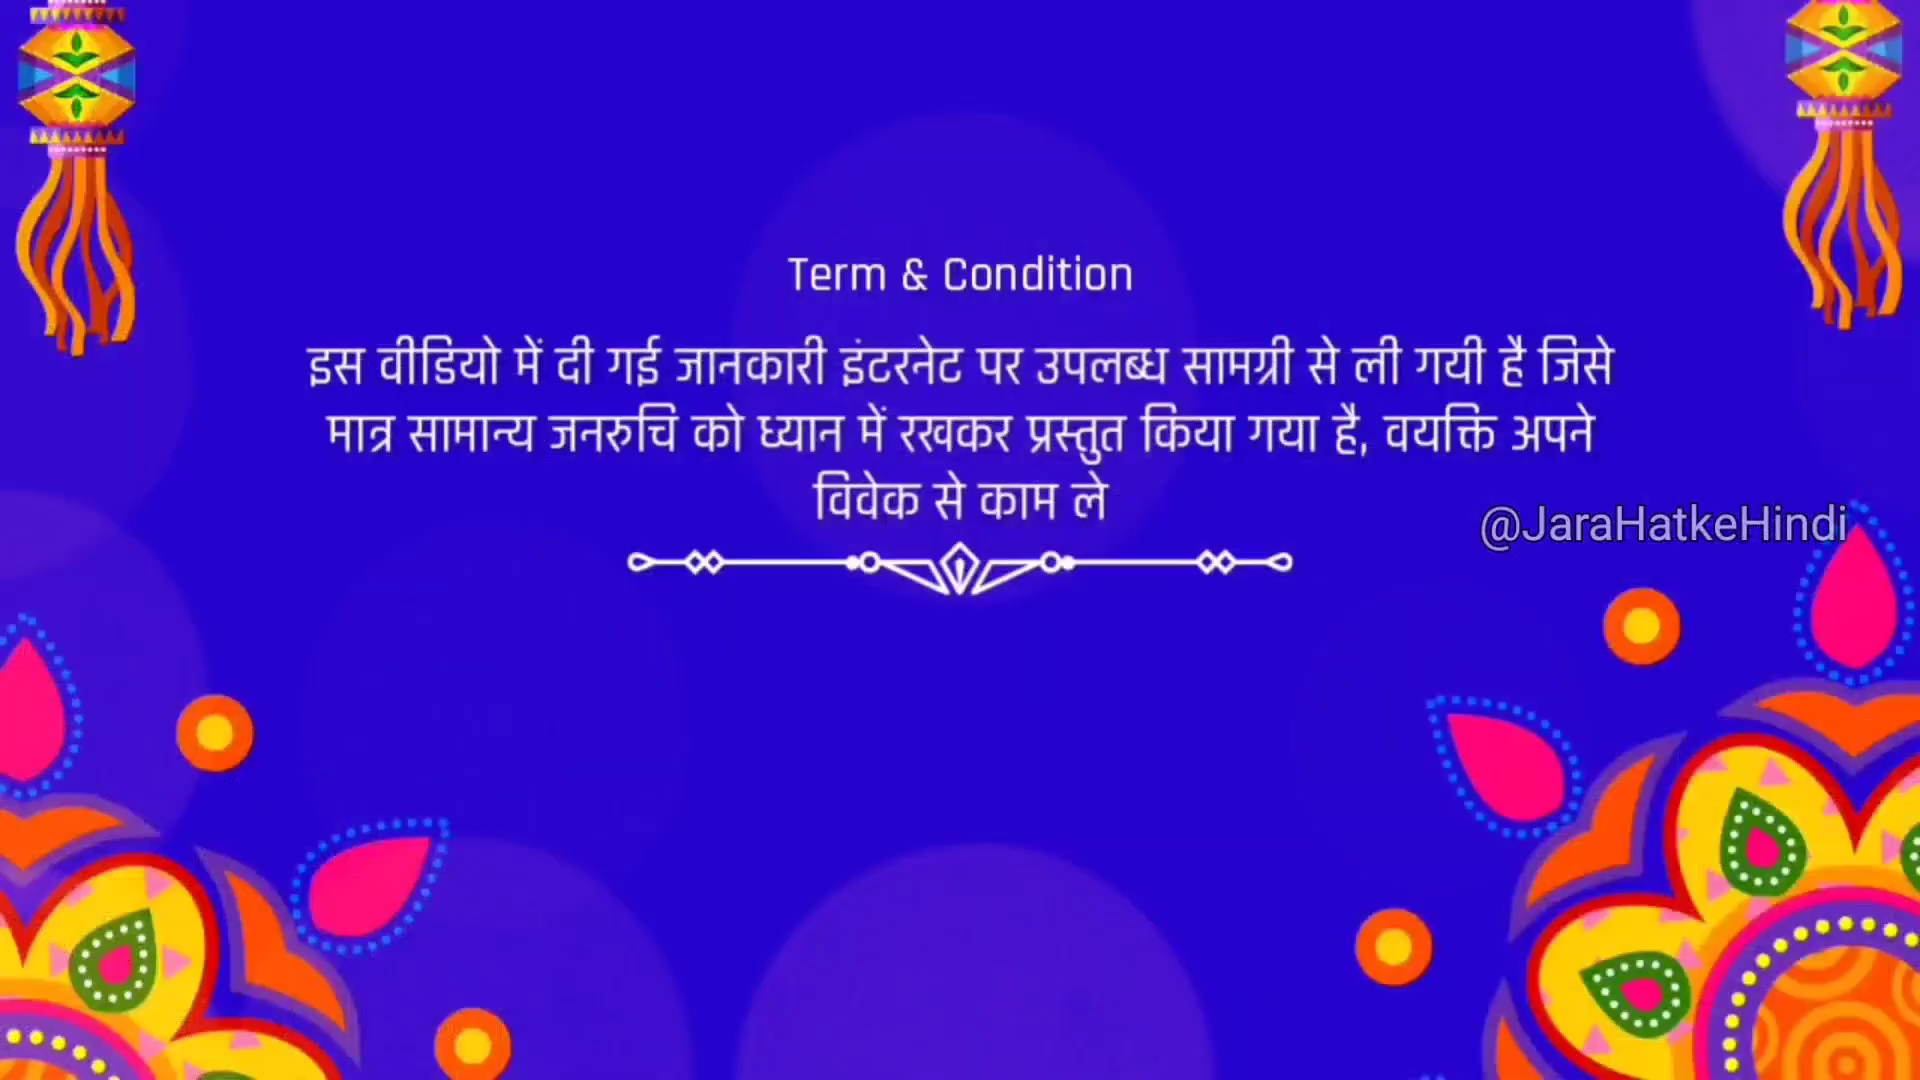 Term & Condition
इस वीडियो में दी गई जानकारी इंटरनेट पर उपलब्ध सामग्री से ली गयी है जिसे
मात्र सामान्य जनरुचि को ध्यान में रखकर प्रस्तुत किया गया है, वयक्ति अपने
विवेक से काम ले
@JaraHatkeHindi